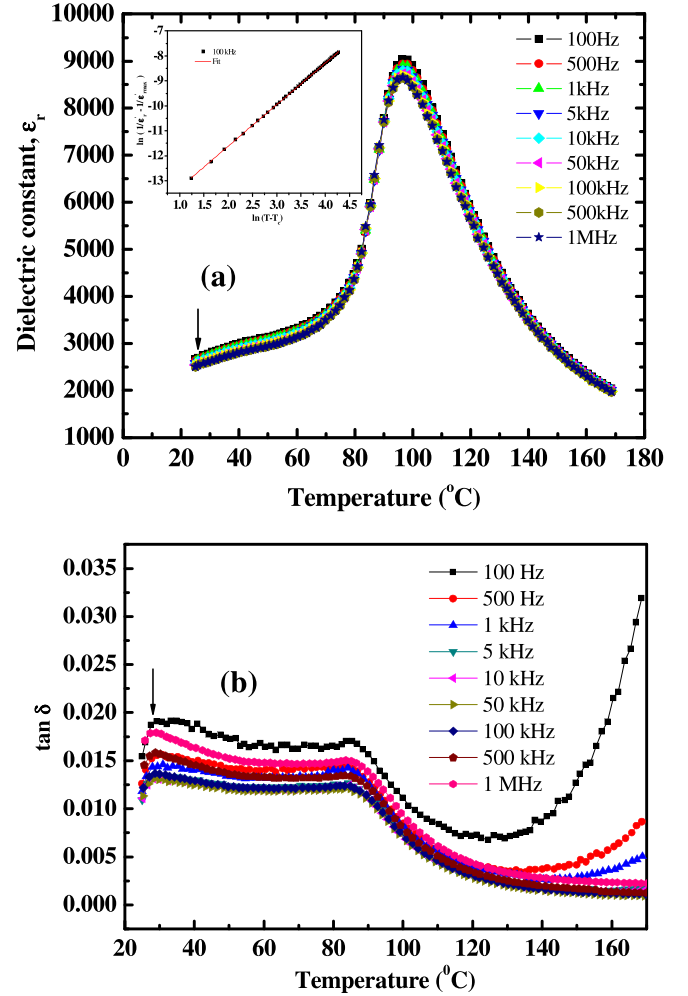 9000
8000
7000
6000
5000
4000
3000
2000
1000
Dielectric constant, εr
0 20 40 60 80 100 120 140 160 180
Temperature (oC)
(a)
-7
-8
-9
-10
-11
-12
-13
1.0 1.5 2.0 2.5 3.0 3.5 4.0 4.5
100 kHz
Fit
100Hz
500Hz
1kHz
5kHz
10kHz
50kHz
100kHz
500kHz
1MHz
0.035
0.030
0.025
0.020
0.015
0.010
0.005
0.000
tan δ
20 40 60 80 100 120 140 160
Temperature (0C)
(b)
100 Hz
500 Hz
1 kHz
5 kHz
10 kHz
50 kHz
100 kHz
500 kHz
1 MHz